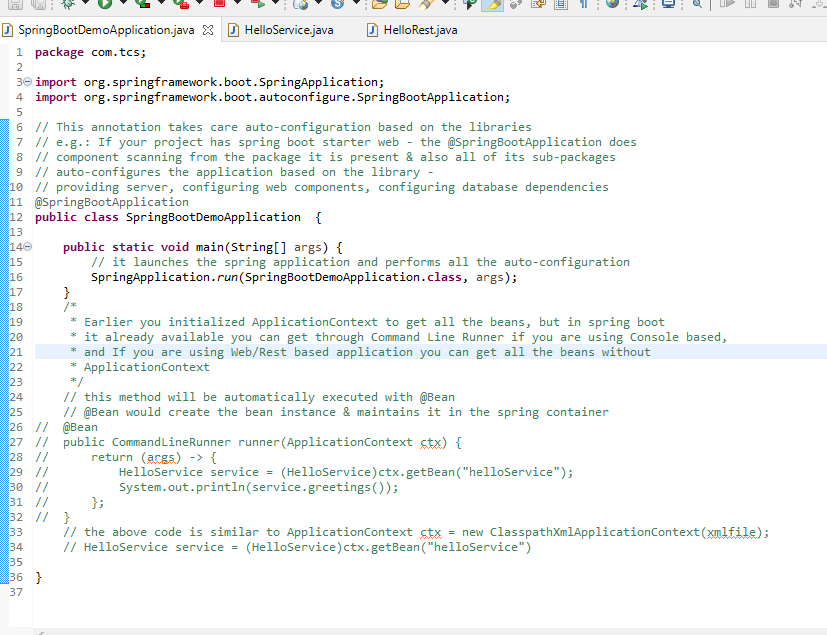 SpringBootDemoApplication.java
HelloService.java
HelloRest.java
1 package com.tcs;
2
3 import org.springframework.boot.SpringApplication;
4 import org.springframework.boot.autoconfigure.SpringBootApplication;
5
6 // This annotation takes care auto-configuration based on the libraries
7 // e.g.: If your project has spring boot starter web - the @SpringBootApplication does
8 // component scanning from the package it is present & also all of its sub-packages
9 // auto-configures the application based on the library -
10 // providing server, configuring web components, configuring database dependencies
11 @SpringBootApplication
12 public class SpringBootDemoApplication  {
13
14     public static void main(String[] args) {
15         // it launches the spring application and performs all the auto-configuration
16         SpringApplication.run(SpringBootDemoApplication.class, args);
17     }
18     /*
19      * Earlier you initialized ApplicationContext to get all the beans, but in spring boot
20      * it already available you can get through Command Line Runner if you are using Console based,
21      * and If you are using Web/Rest based application you can get all the beans without
22      * ApplicationContext
23      */
24     // this method will be automatically executed with @Bean
25     // @Bean would create the bean instance & maintains it in the spring container
26 //  @Bean
27 //  public CommandLineRunner runner(ApplicationContext ctx) {
28 //      return (args) -> {
29 //          HelloService service = (HelloService)ctx.getBean("helloService");
30 //          System.out.println(service.greetings());
31 //      };
32 //  }
33     // the above code is similar to ApplicationContext ctx = new ClasspathXmlApplicationContext(xmlfile);
34     // HelloService service = (HelloService)ctx.getBean("helloService")
35
36 }
37